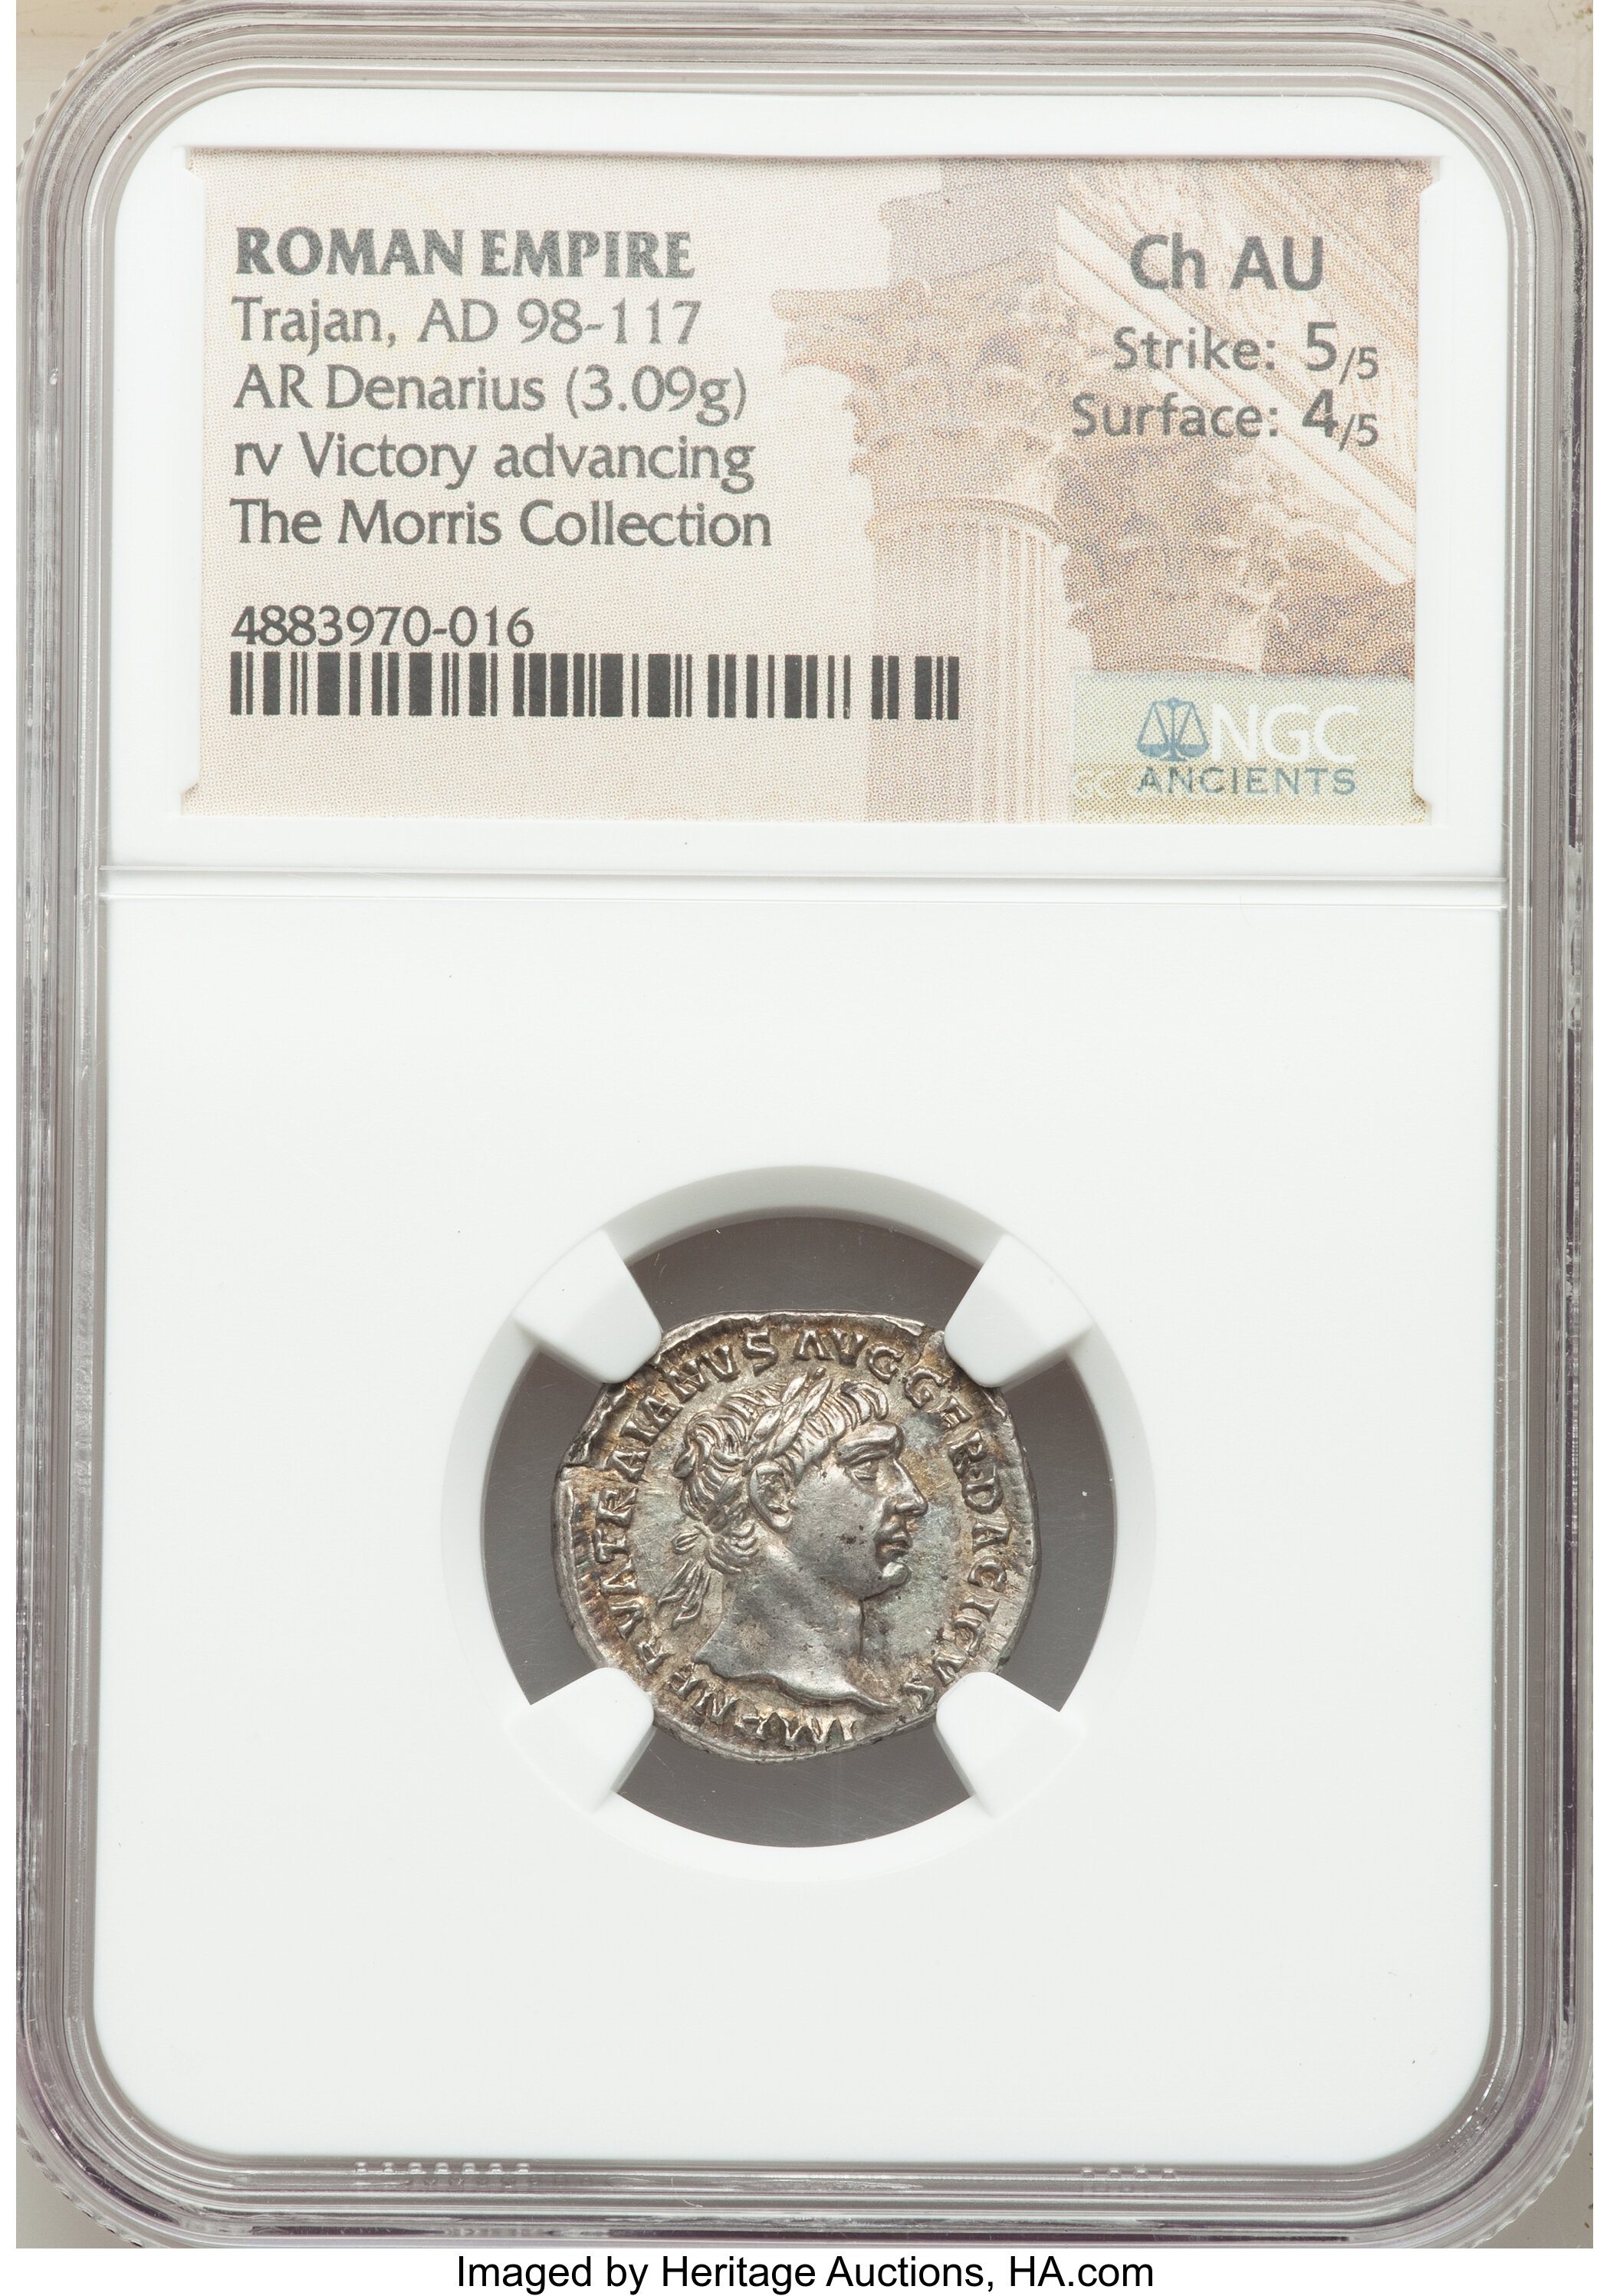 ROMAN EMPIRE
Trajan, AD 98-117
AR Denarius (3.09g)
rv Victory advancing
The Morris Collection
4883970-016
Ch AU
Strike: 5/5
Surface: 4/5
NGC
ANCIENTS
IMP NERVA TRAIANVS AVG GER DACICVS
Imaged by Heritage Auctions, HA.com